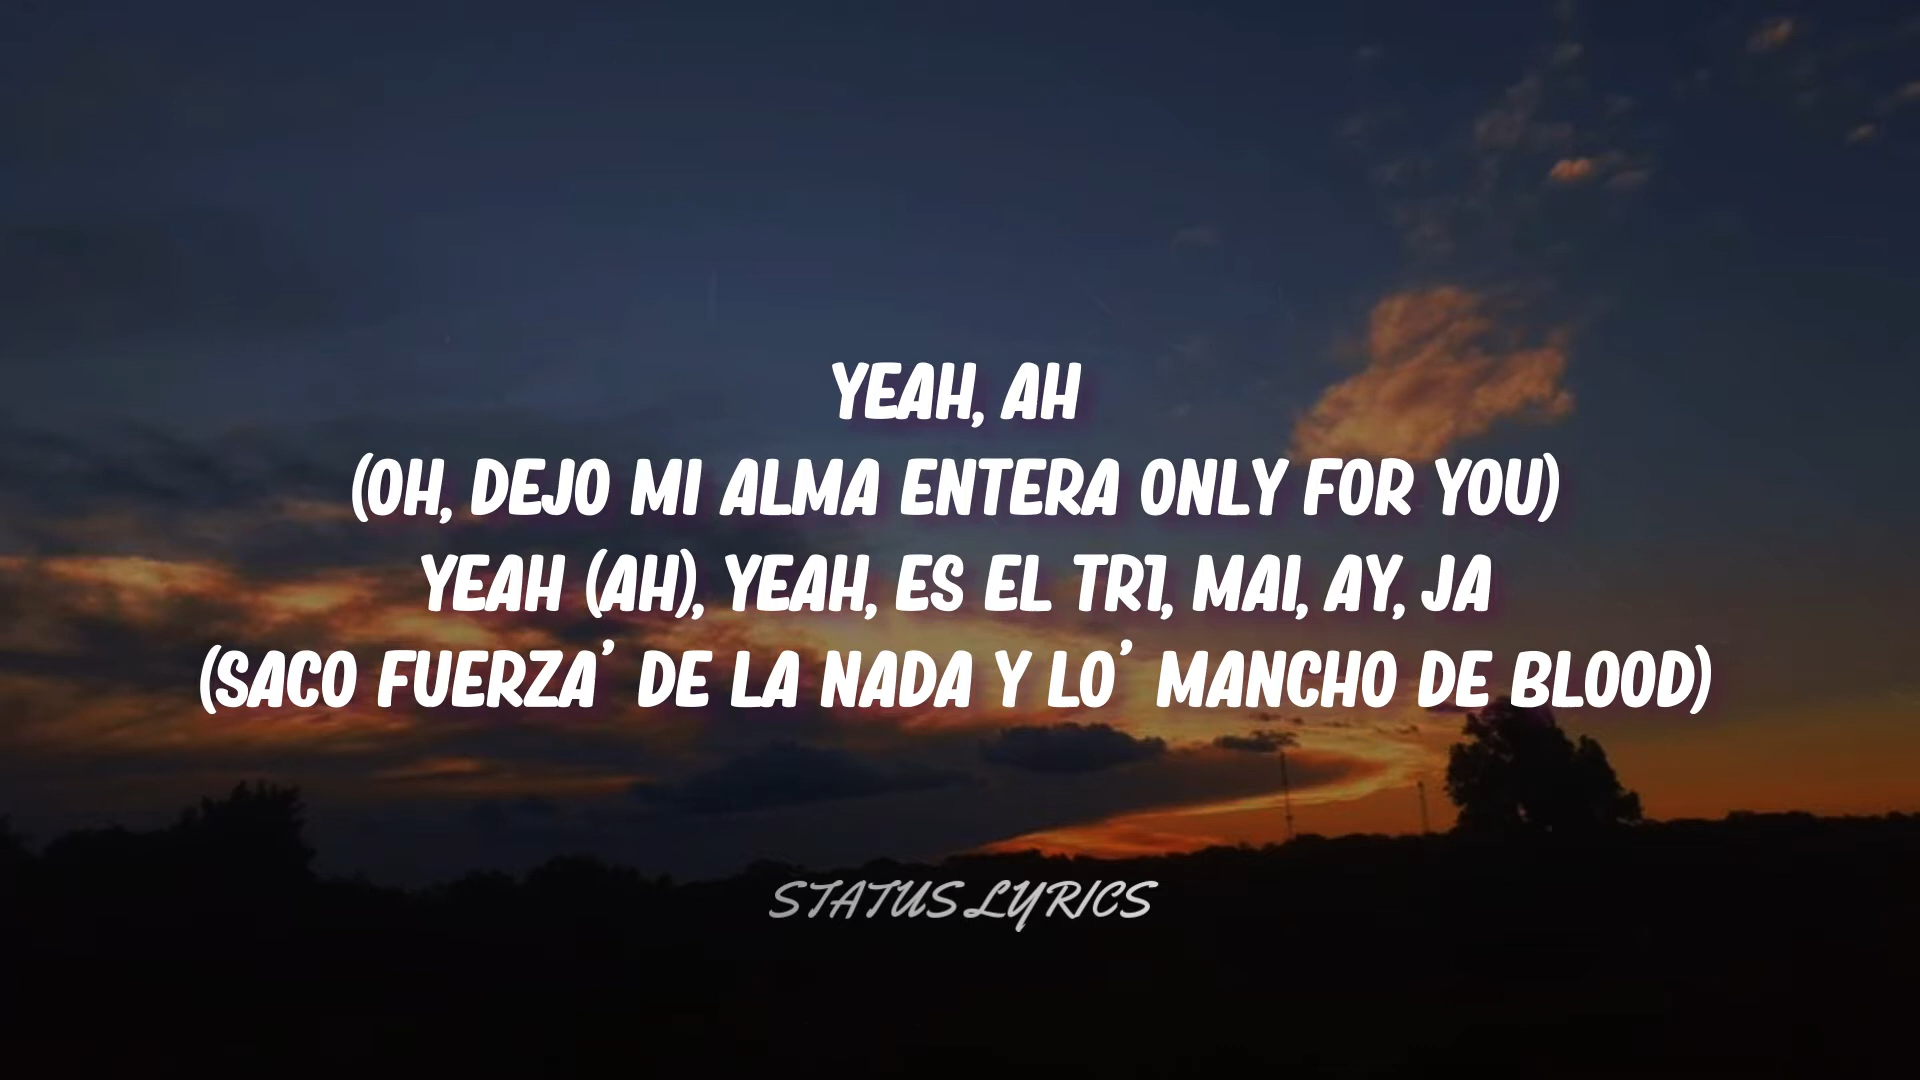 YEAH, AH
(OH, DEJO MI ALMA ENTERA ONLY FOR YOU)
YEAH (AH), YEAH, ES EL TR1, MAI, AY, JA
(SACO FUERZA' DE LA NADA Y LO' MANCHO DE BLOOD)
STATUS LYRICS